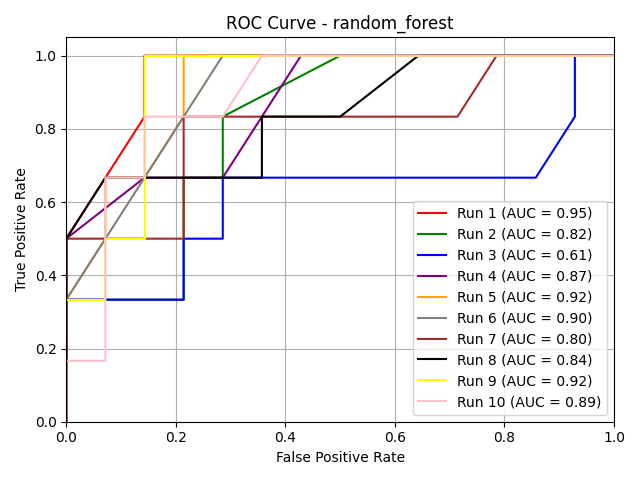 ROC Curve - random_forest
True Positive Rate
1.0
0.8
0.6
0.4
0.2
0.0
Run 1 (AUC = 0.95)
Run 2 (AUC = 0.82)
Run 3 (AUC = 0.61)
Run 4 (AUC = 0.87)
Run 5 (AUC = 0.92)
Run 6 (AUC = 0.90)
Run 7 (AUC = 0.80)
Run 8 (AUC = 0.84)
Run 9 (AUC = 0.92)
Run 10 (AUC = 0.89)
0.0 0.2 0.4 0.6 0.8 1.0
False Positive Rate